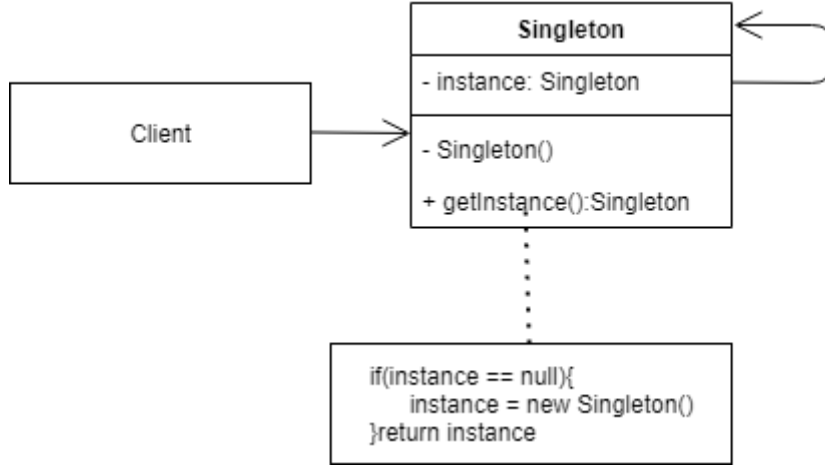 Singleton
- instance: Singleton
Client
- Singleton()
+ getInstance():Singleton
if(instance == null){
instance = new Singleton()
}return instance